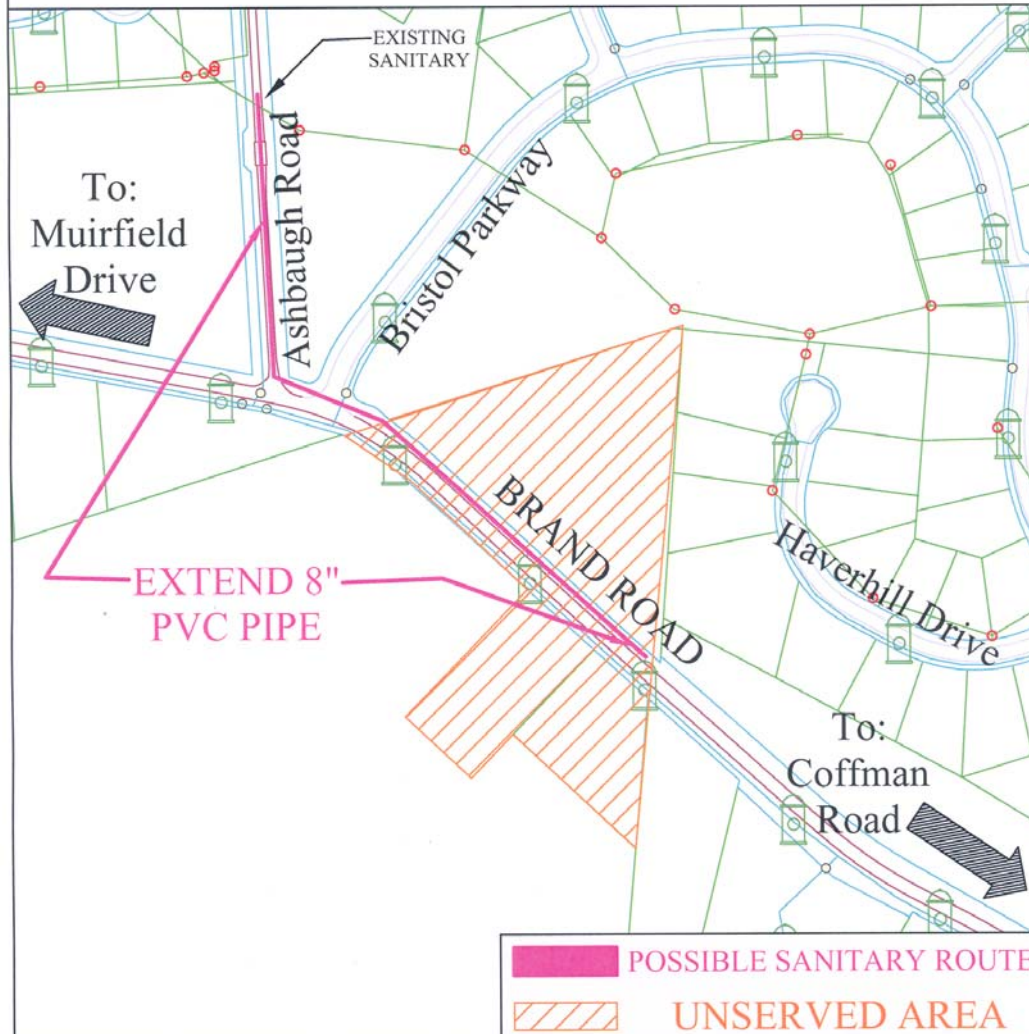 EXISTING
SANITARY
Ashbaugh Road
To:
Muirfield
Drive
Bristol Parkway
BRAND ROAD
EXTEND 8"
PVC PIPE
Haverhill Drive
To:
Coffman
Road
POSSIBLE SANITARY ROUTE
UNSERVED AREA